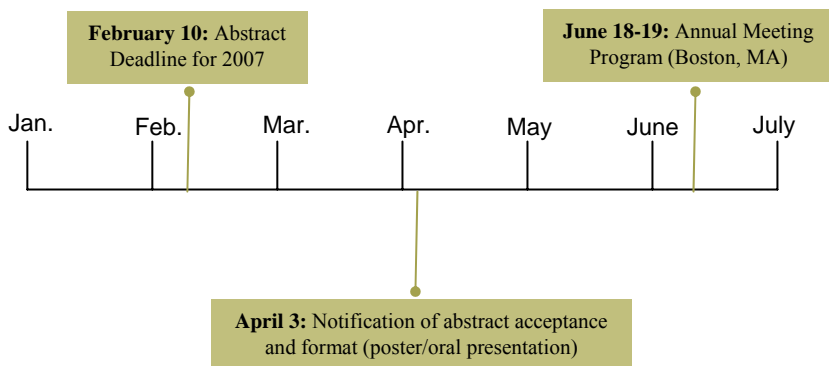 February 10: Abstract
Deadline for 2007
June 18-19: Annual Meeting
Program (Boston, MA)
Jan.
Feb.
Mar.
Apr.
May
June
July
April 3: Notification of abstract acceptance
and format (poster/oral presentation)